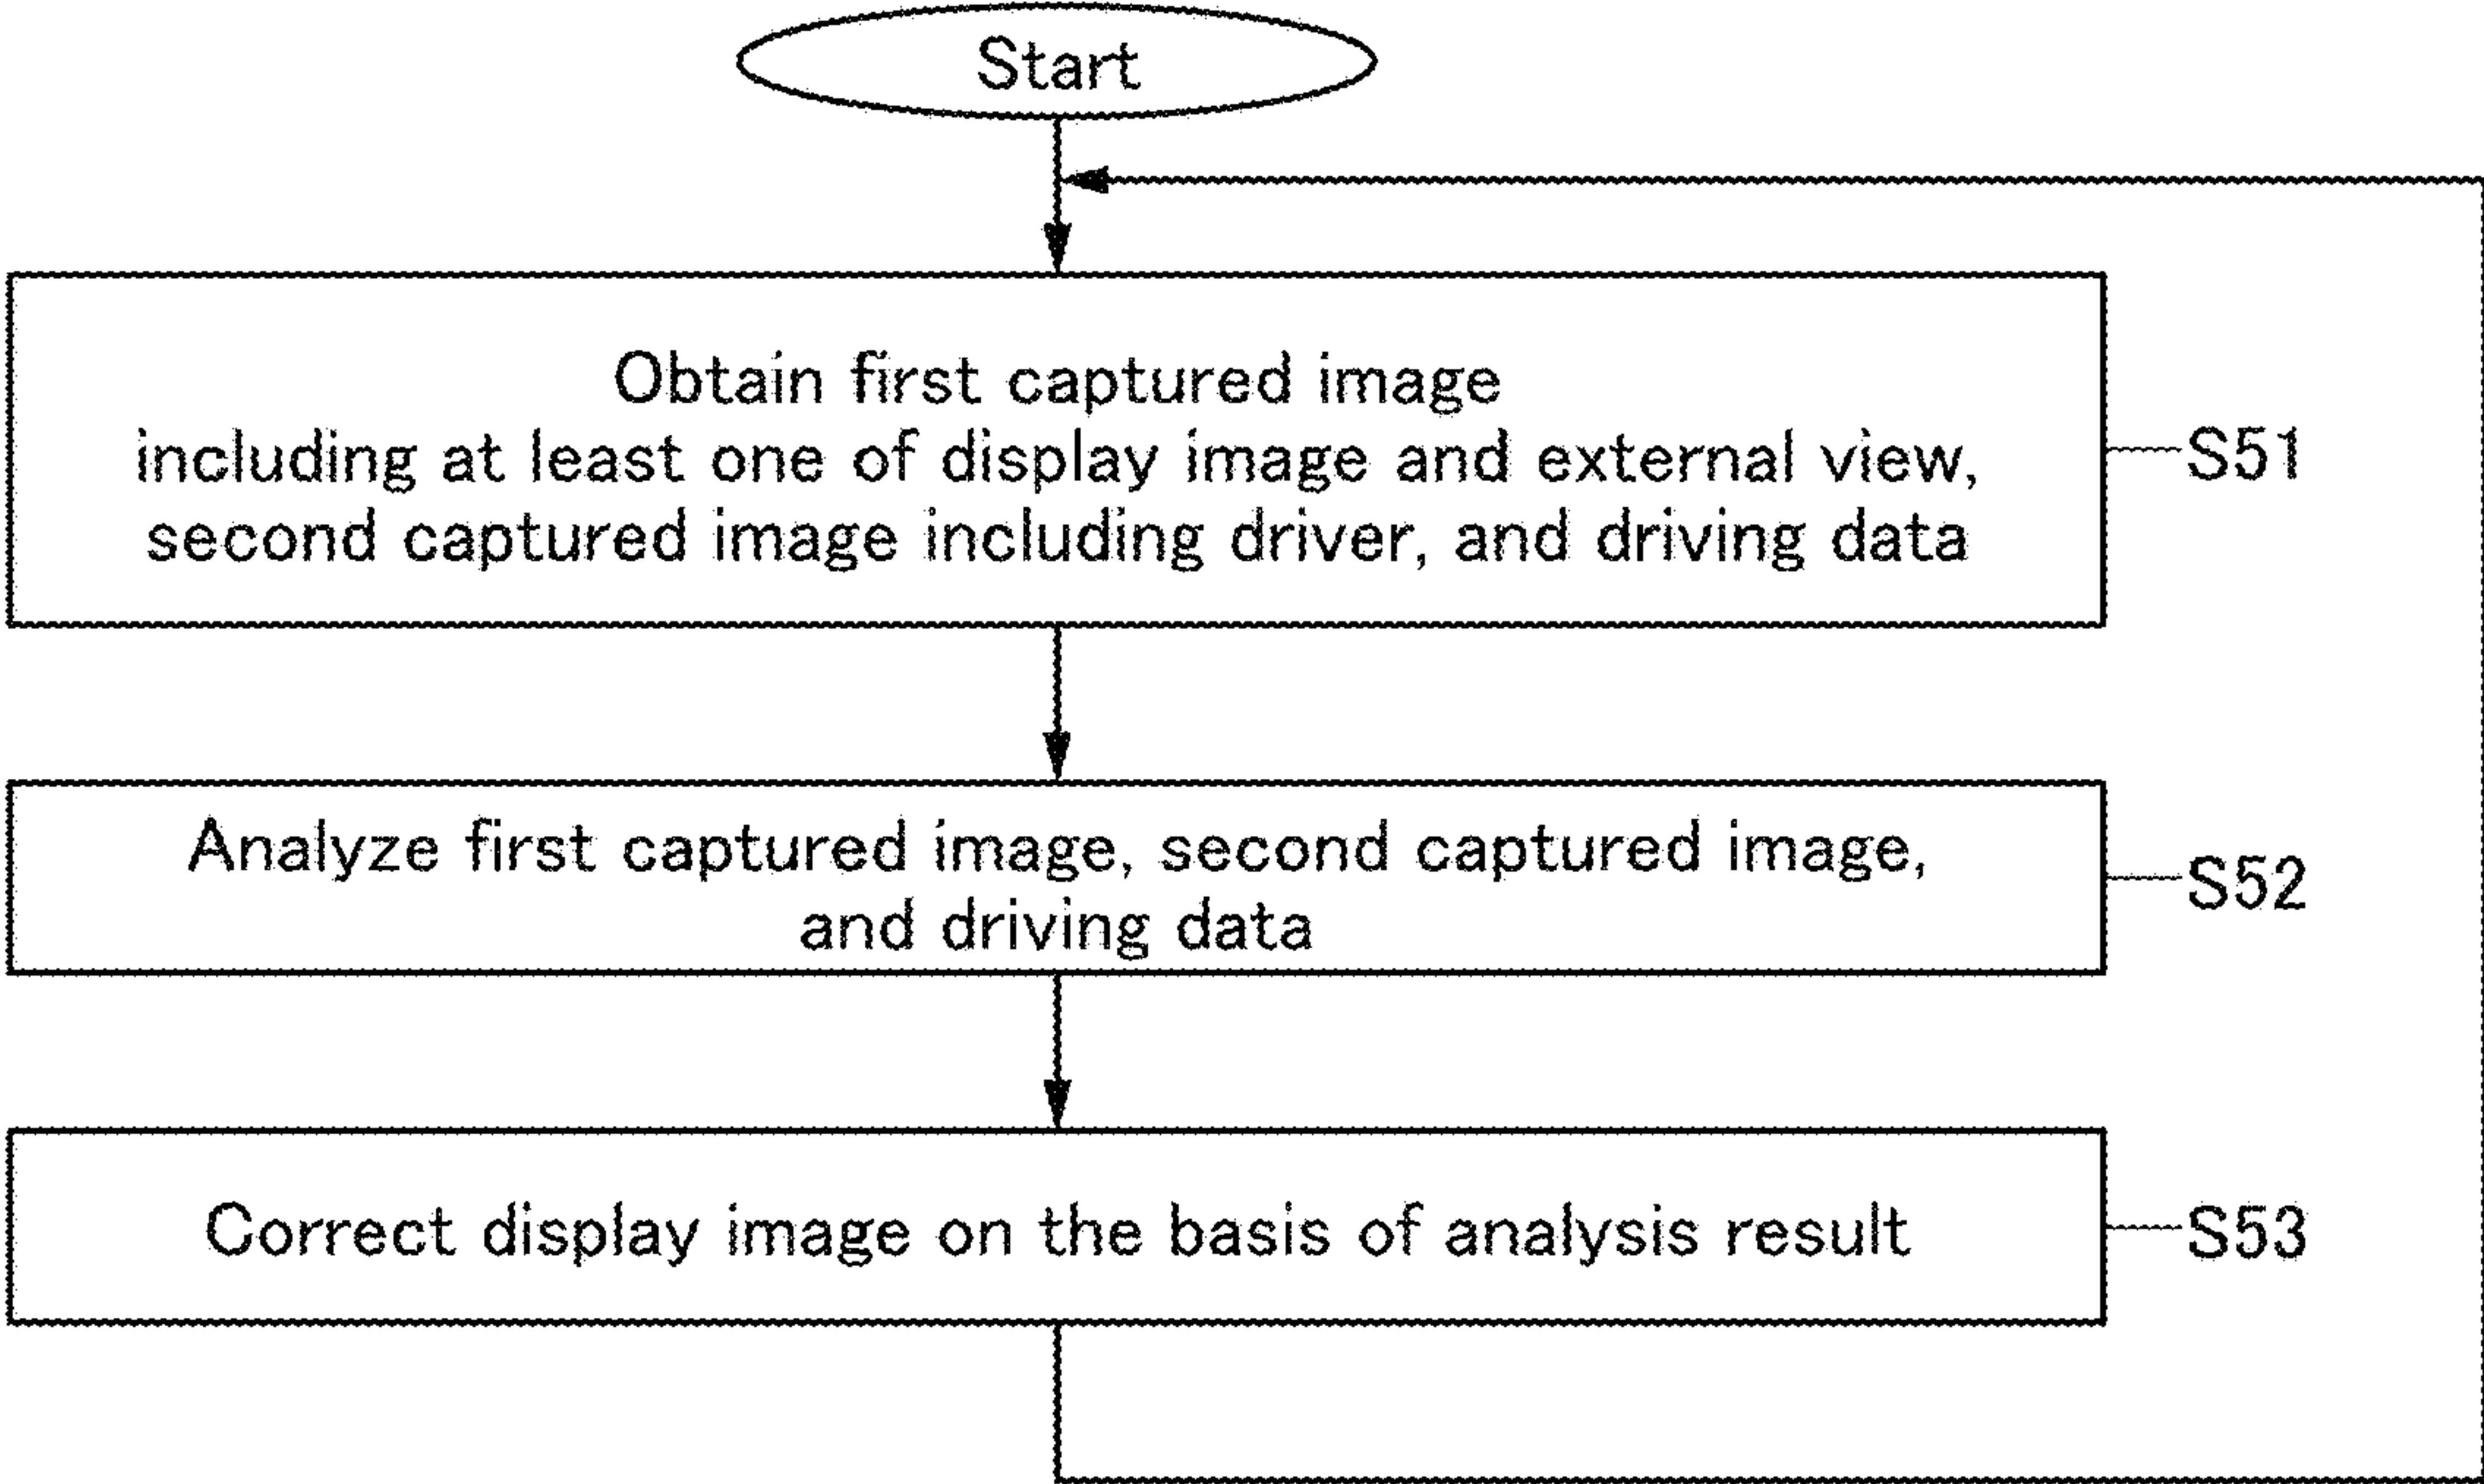 Start
Obtain first captured image
including at least one of display image and external view,
second captured image including driver, and driving data
S51
Analyze first captured image, second captured image,
and driving data
S52
Correct display image on the basis of analysis result
S53